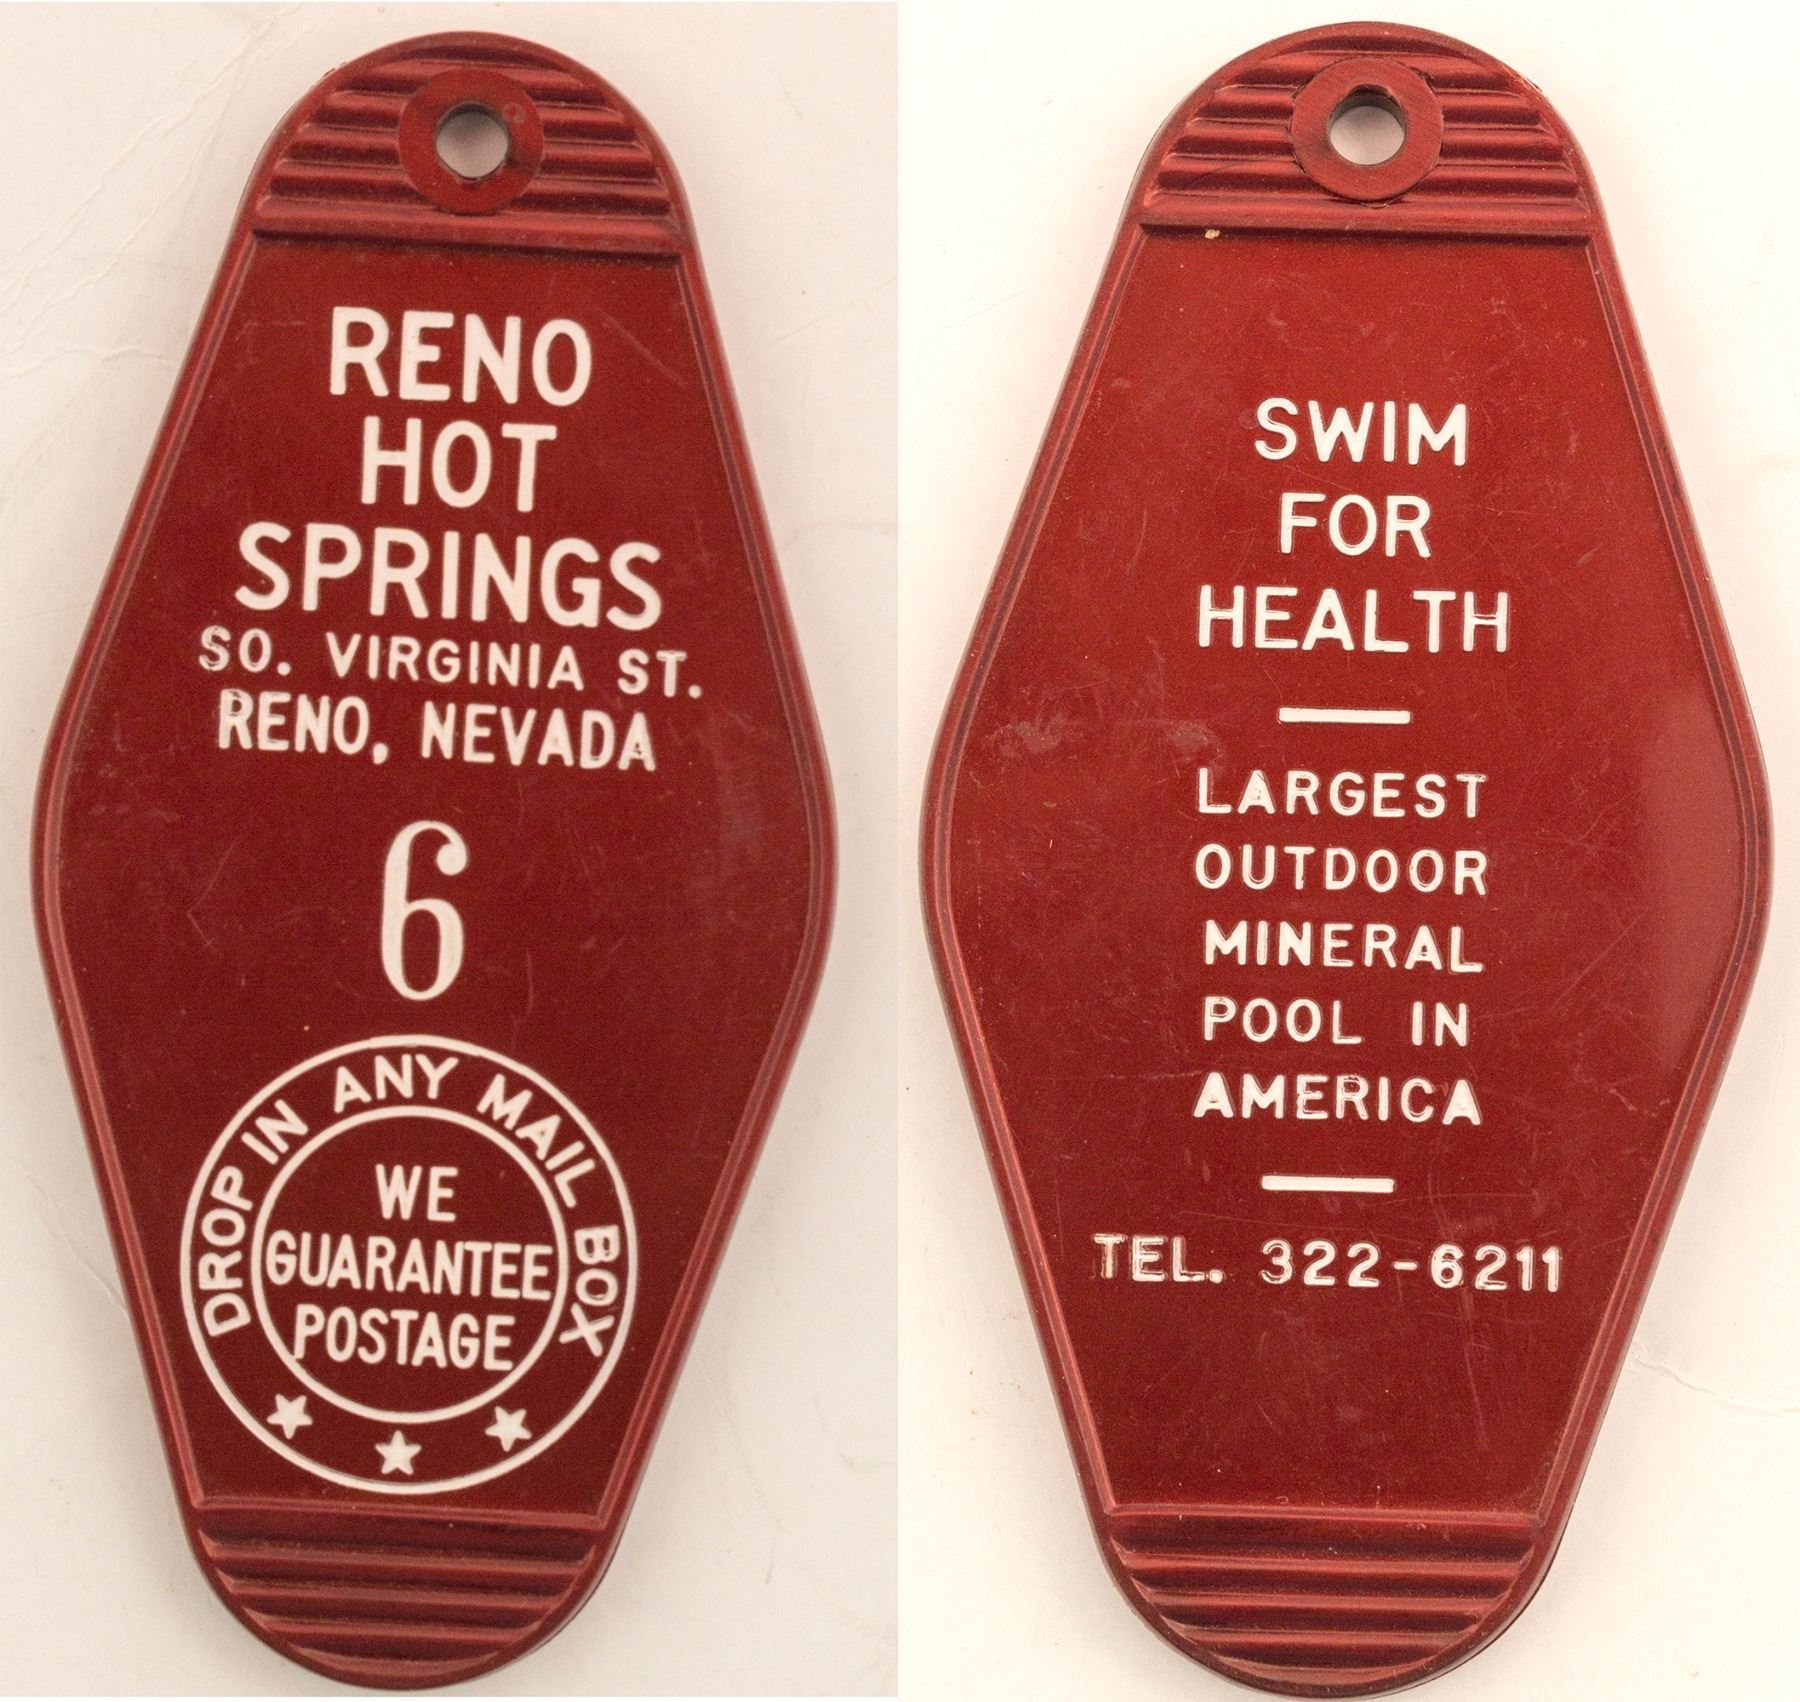 RENO
HOT
SPRINGS
SO. VIRGINIA ST.
RENO, NEVADA
6
DROP IN ANY MAIL BOX
WE
GUARANTEE
POSTAGE
SWIM
FOR
HEALTH
LARGEST
OUTDOOR
MINERAL
POOL IN
AMERICA
TEL. 322-6211